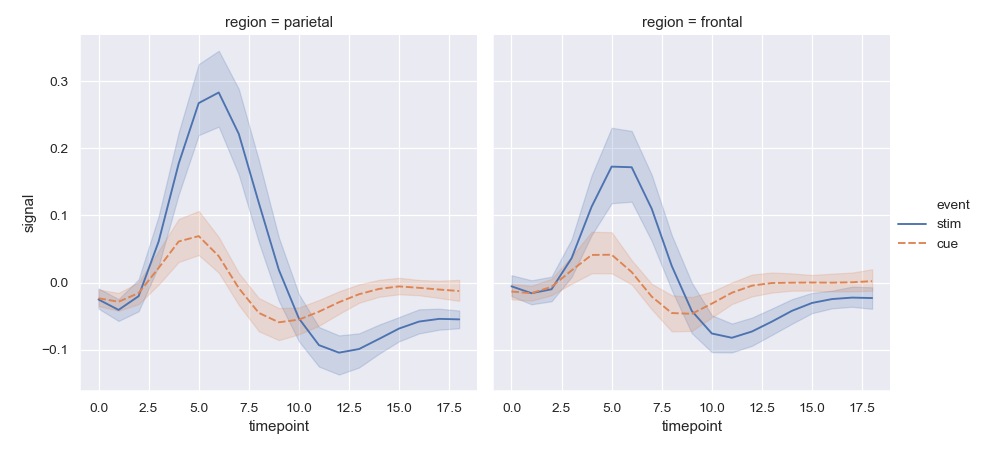 region = parietal
region = frontal
signal
0.3
0.2
0.1
0.0
−0.1
0.0 2.5 5.0 7.5 10.0 12.5 15.0 17.5
timepoint
0.0 2.5 5.0 7.5 10.0 12.5 15.0 17.5
timepoint
event
stim
cue